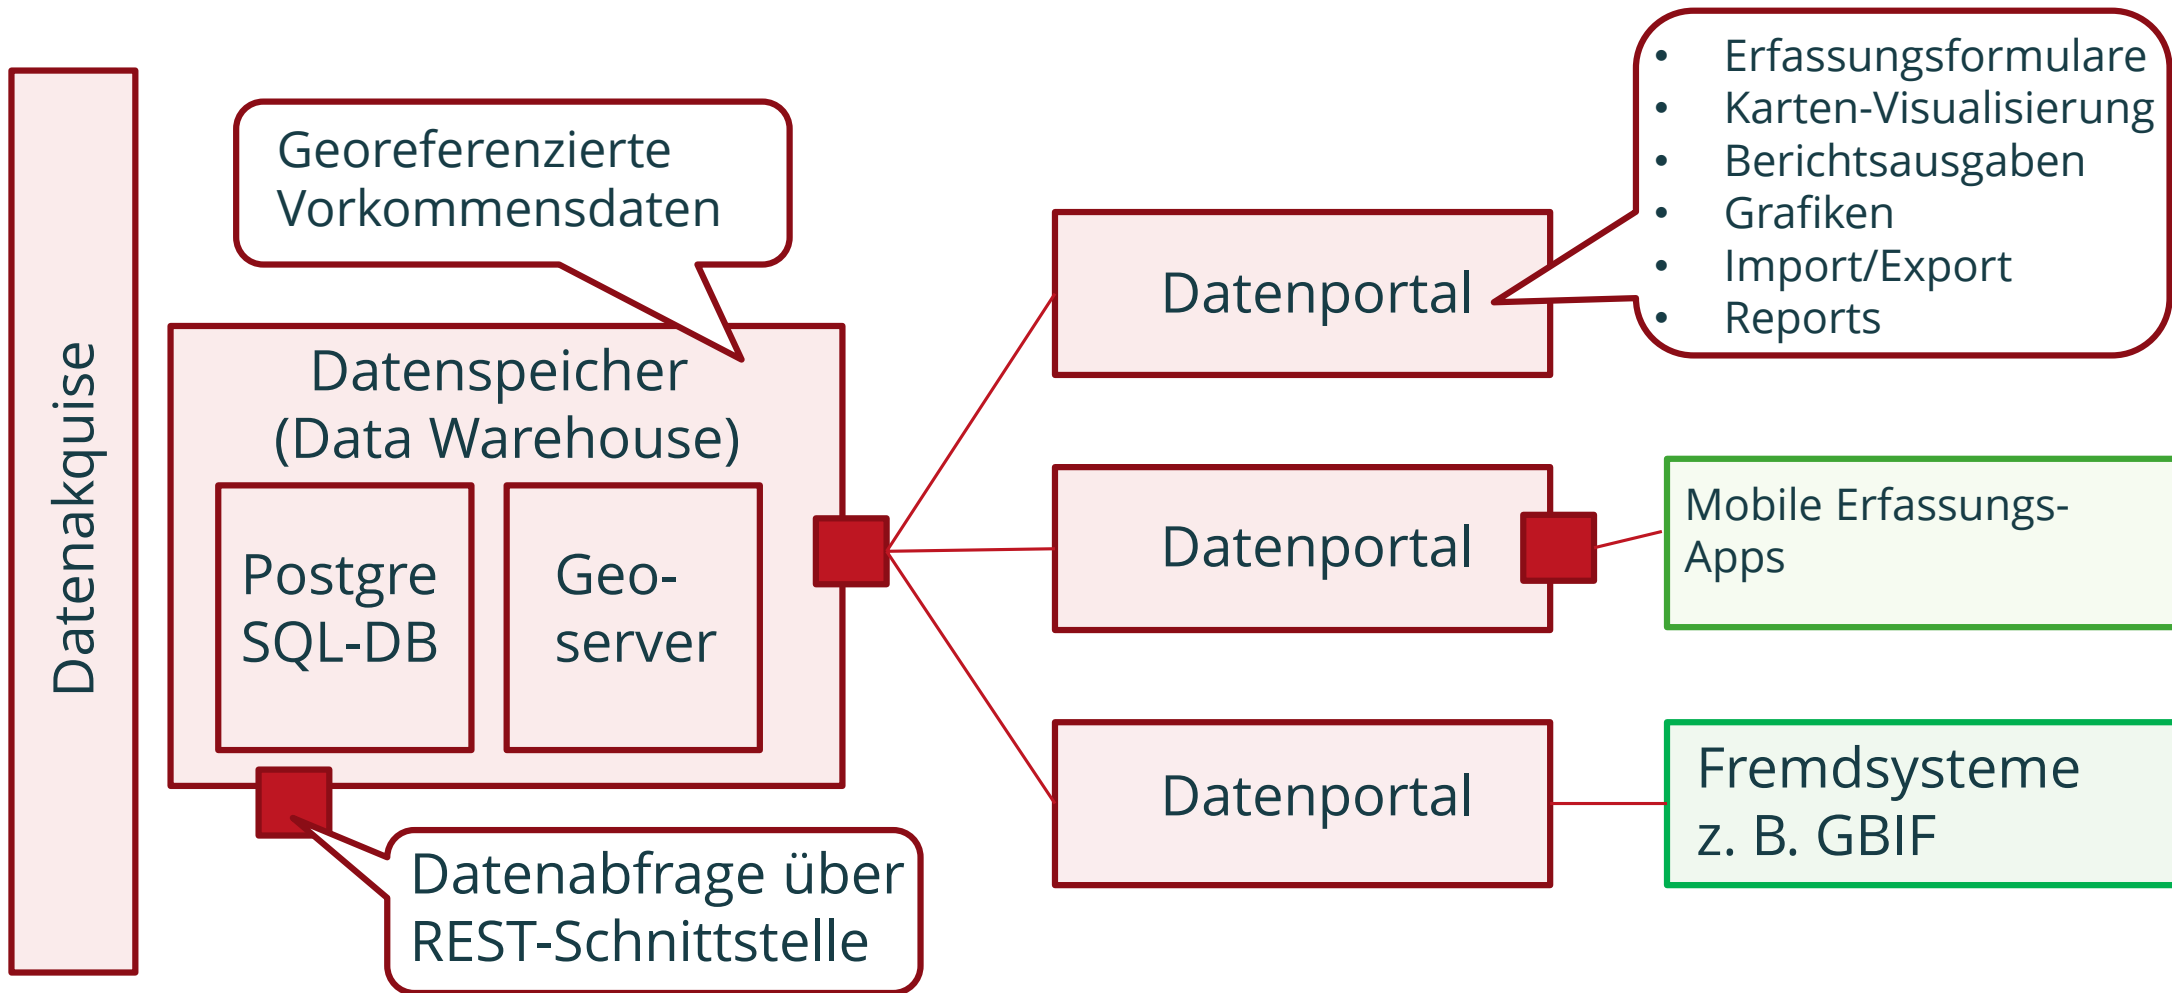 Datenakquise
Georeferenzierte
Vorkommensdaten
Datenspeicher
(Data Warehouse)
Postgre
SQL-DB
Geo-
server
Datenabfrage über
REST-Schnittstelle
Datenportal
• Erfassungsformulare
• Karten-Visualisierung
• Berichtsausgaben
• Grafiken
• Import/Export
• Reports
Datenportal
Mobile Erfassungs-
Apps
Datenportal
Fremdsysteme
z. B. GBIF